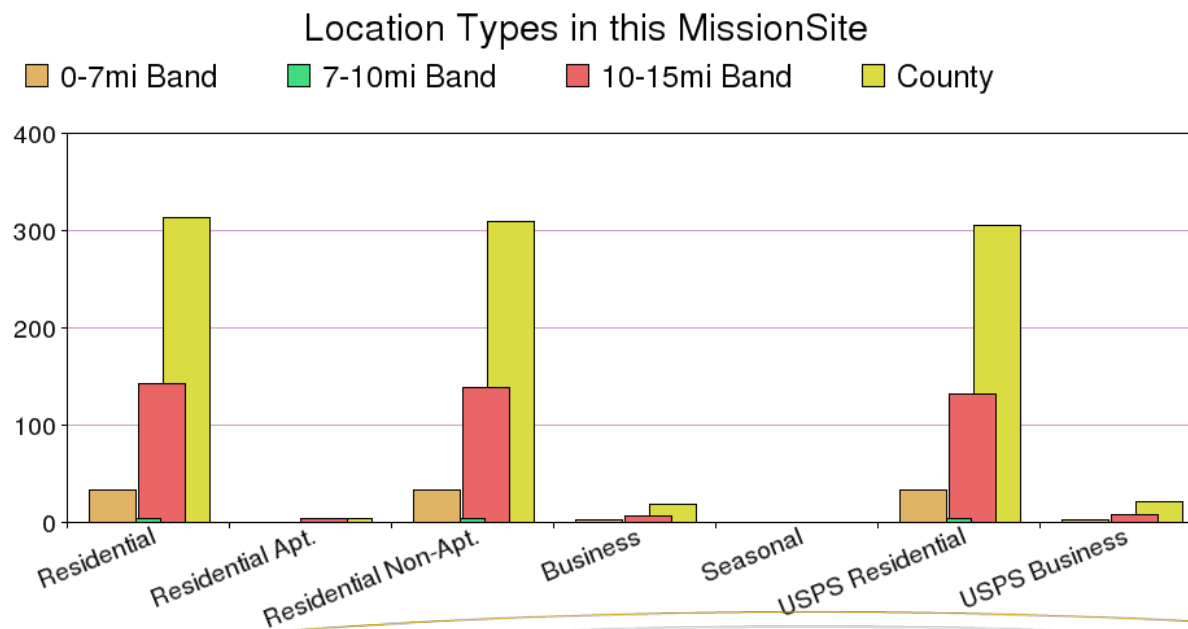 Location Types in this MissionSite
0-7mi Band 7-10mi Band 10-15mi Band County
400
300
200
100
0
Residential
Residential Apt.
Residential Non-Apt.
Business
Seasonal
USPS Residential
USPS Business